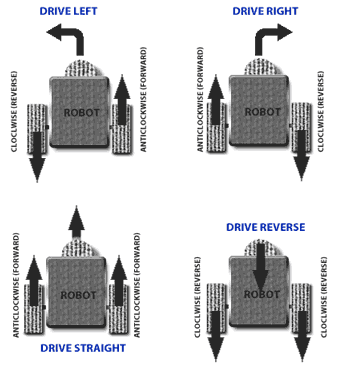 DRIVE LEFT
DRIVE RIGHT
CLOCLWISE (REVERSE)
ROBOT
ANTICLOCKWISE (FORWARD)
ANTICLOCKWISE (FORWARD)
ROBOT
CLOCLWISE (REVERSE)
ANTICLOCKWISE (FORWARD)
ROBOT
ANTICLOCKWISE (FORWARD)
DRIVE STRAIGHT
DRIVE REVERSE
CLOCLWISE (REVERSE)
ROBOT
CLOCLWISE (REVERSE)